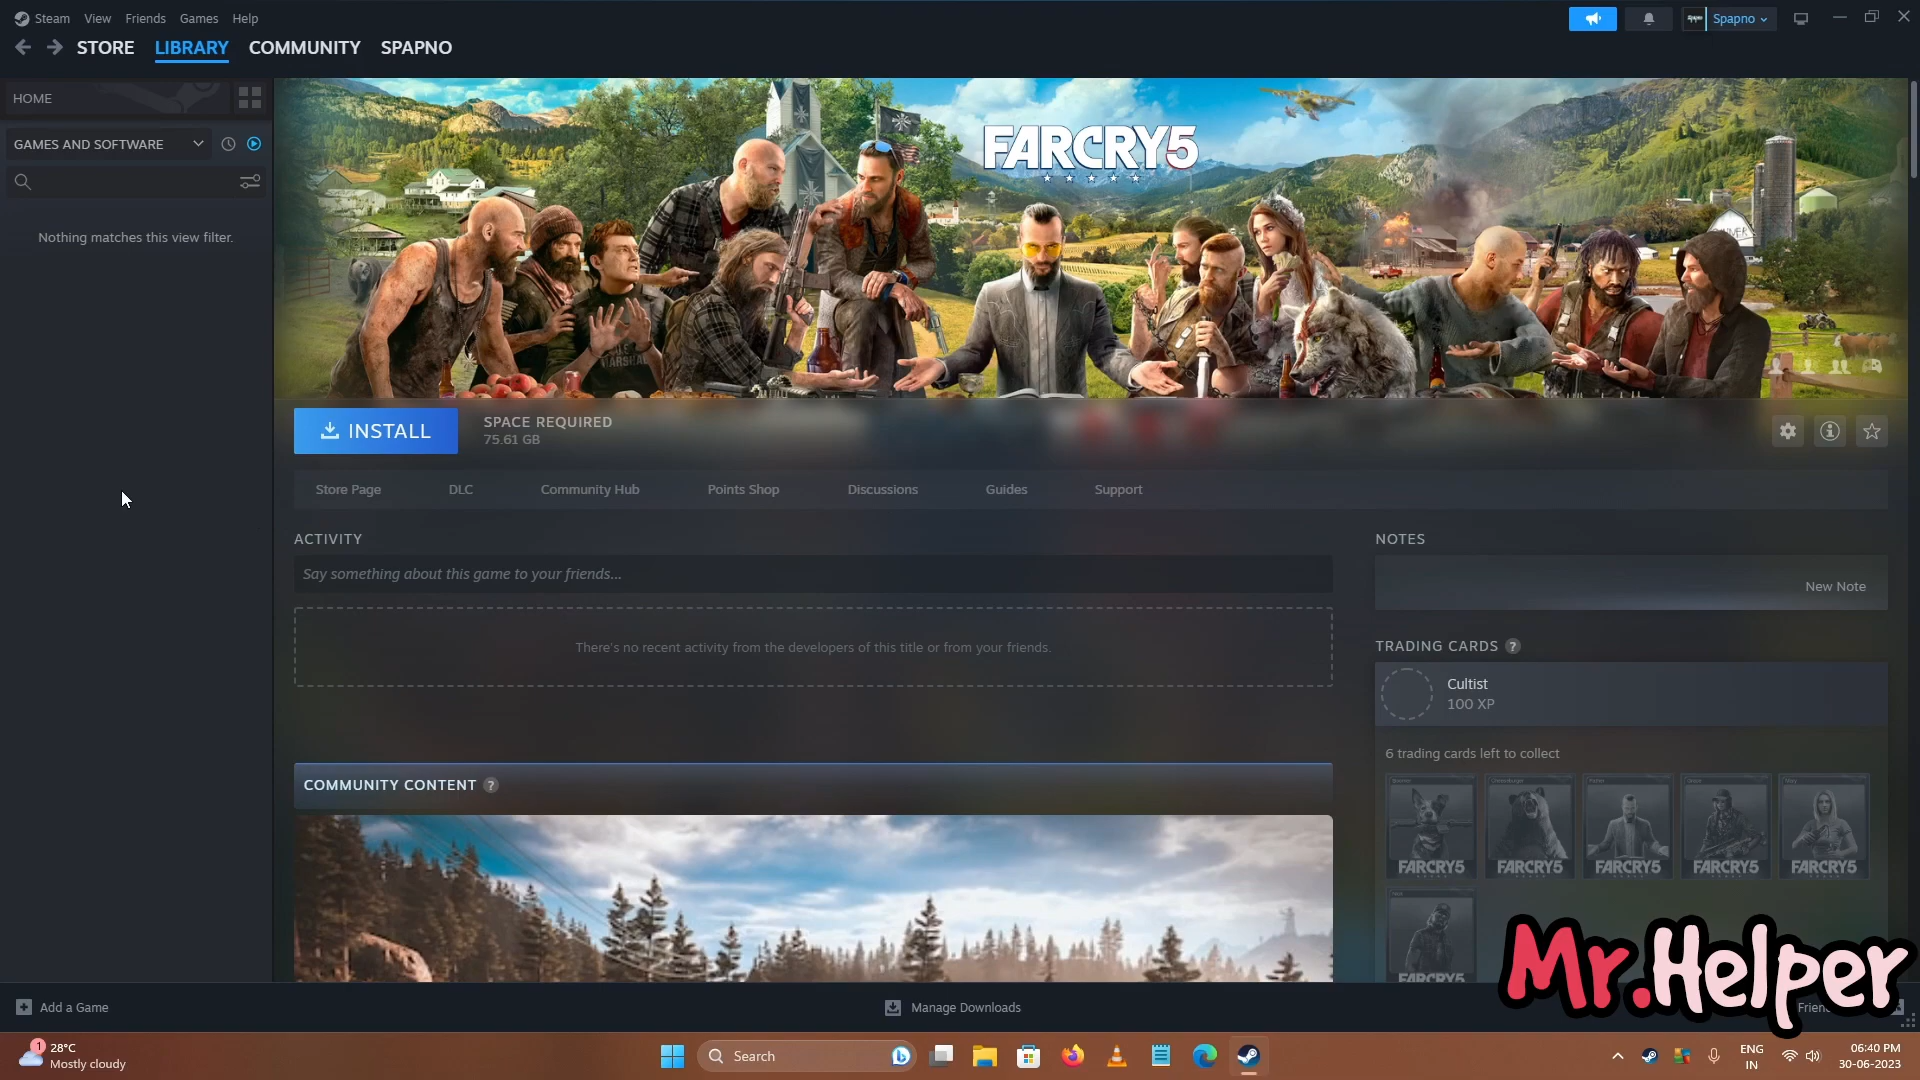 Steam View Friends Games Help
Spapno
STORE LIBRARY COMMUNITY SPAPNO
HOME
GAMES AND SOFTWARE
Nothing matches this view filter.
FARCRY5
INSTALL
SPACE REQUIRED
75.61 GB
Store Page DLC Community Hub Points Shop Discussions Guides Support
ACTIVITY
Say something about this game to your friends...
There's no recent activity from the developers of this title or from your friends.
NOTES
New Note
TRADING CARDS ?
Cultist
100 XP
6 trading cards left to collect
FARCRY5 FARCRY5 FARCRY5 FARCRY5 FARCRY5
FARCRY5
COMMUNITY CONTENT ?
Mr.Helper
Add a Game
Manage Downloads
1
28°C
Mostly cloudy
Search
ENG
IN
06:40 PM
30-06-2023